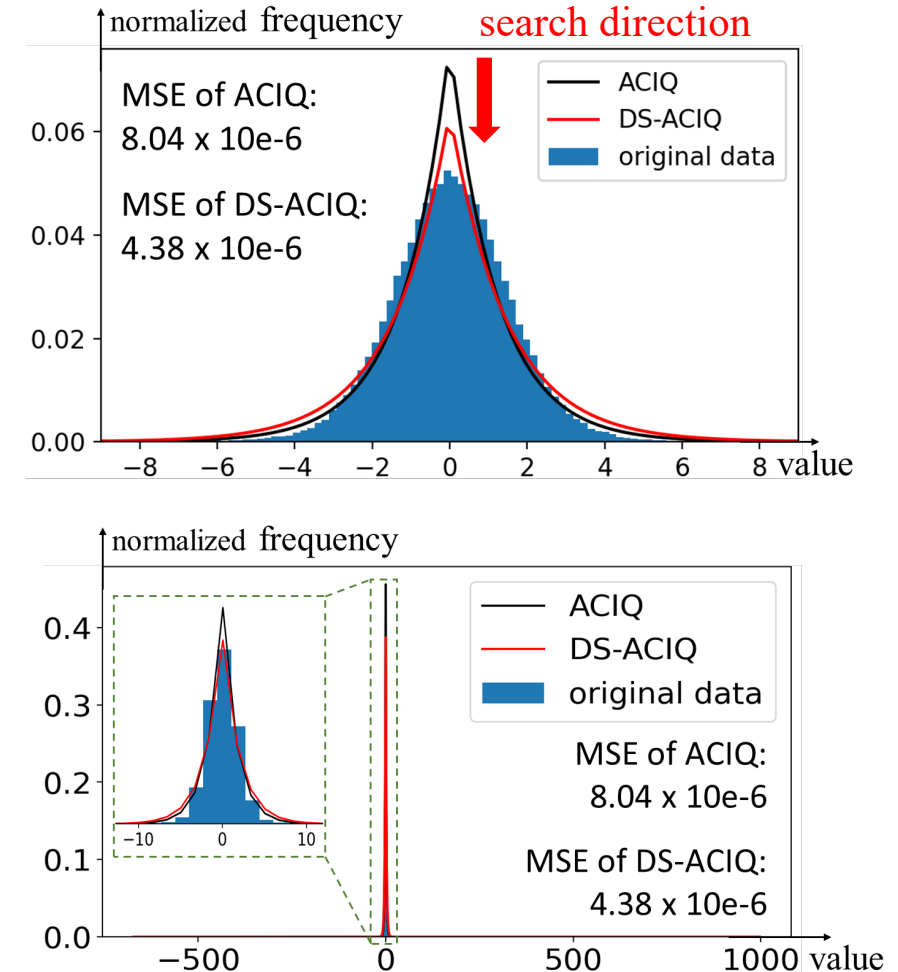 normalized frequency
search direction
MSE of ACIQ:
8.04 x 10e-6
MSE of DS-ACIQ:
4.38 x 10e-6
ACIQ
DS-ACIQ
original data
0.06
0.04
0.02
0.00
−8 −6 −4 −2 0 2 4 6 8 value
normalized frequency
ACIQ
DS-ACIQ
original data
MSE of ACIQ:
8.04 x 10e-6
MSE of DS-ACIQ:
4.38 x 10e-6
0.4
0.3
0.2
0.1
0.0
−10 0 10
−500 0 500 1000 value